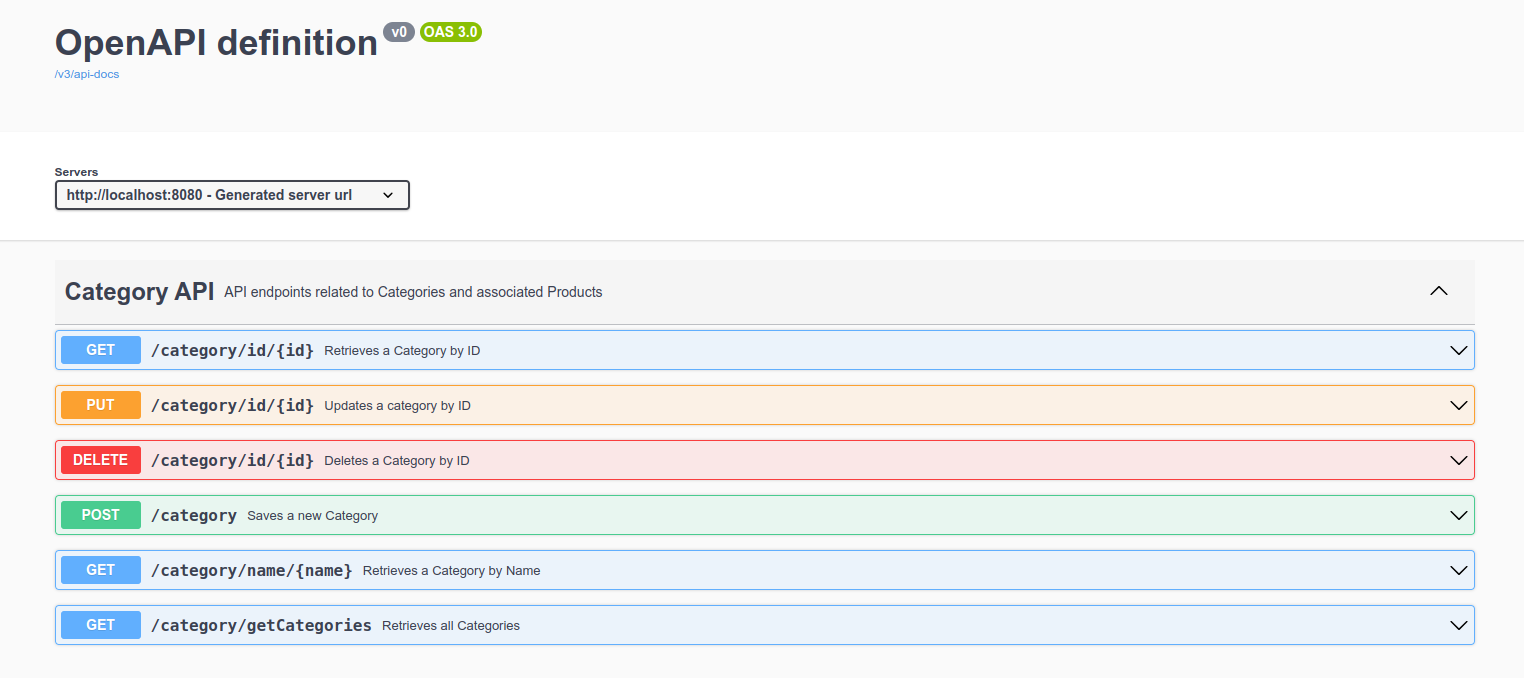 OpenAPI definition v0 OAS 3.0
/v3/api-docs
Servers
http://localhost:8080 - Generated server url
Category API API endpoints related to Categories and associated Products
GET /category/id/{id} Retrieves a Category by ID
PUT /category/id/{id} Updates a category by ID
DELETE /category/id/{id} Deletes a Category by ID
POST /category Saves a new Category
GET /category/name/{name} Retrieves a Category by Name
GET /category/getCategories Retrieves all Categories